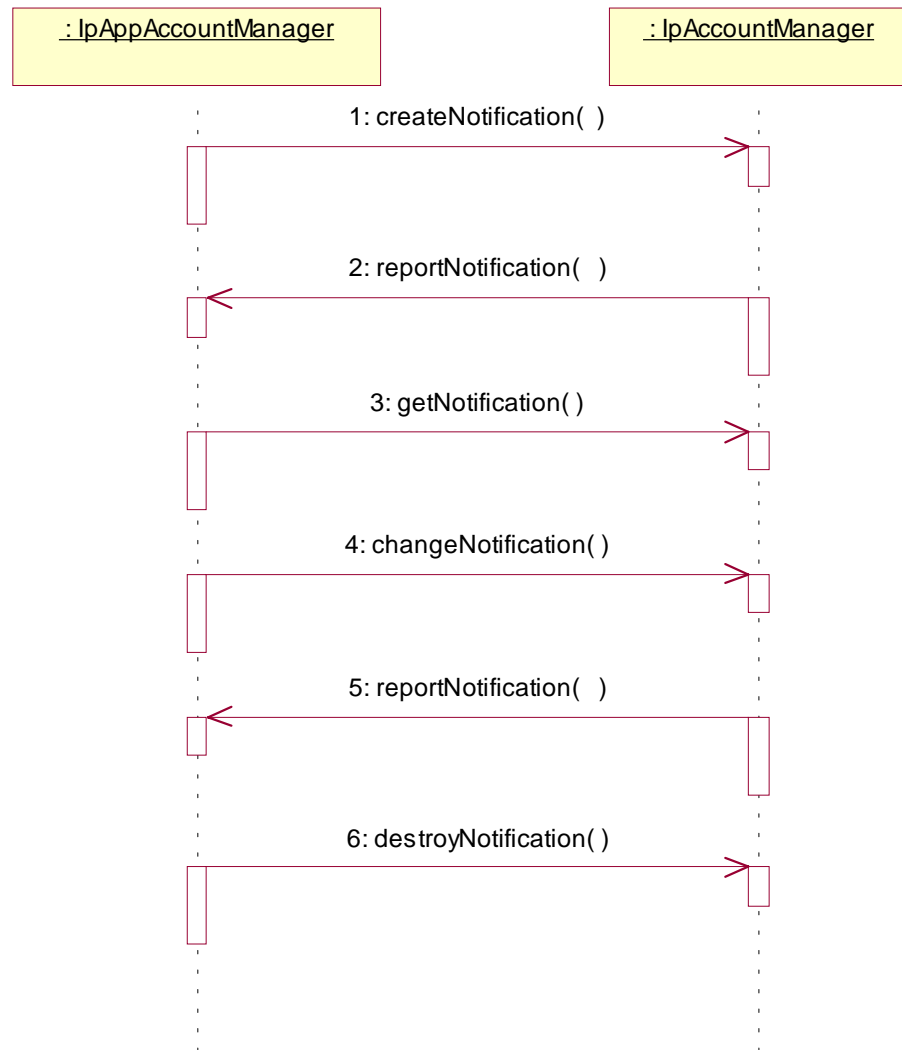 : IpAppAccountManager
: IpAccountManager
1: createNotification( )
2: reportNotification( )
3: getNotification( )
4: changeNotification( )
5: reportNotification( )
6: destroyNotification( )